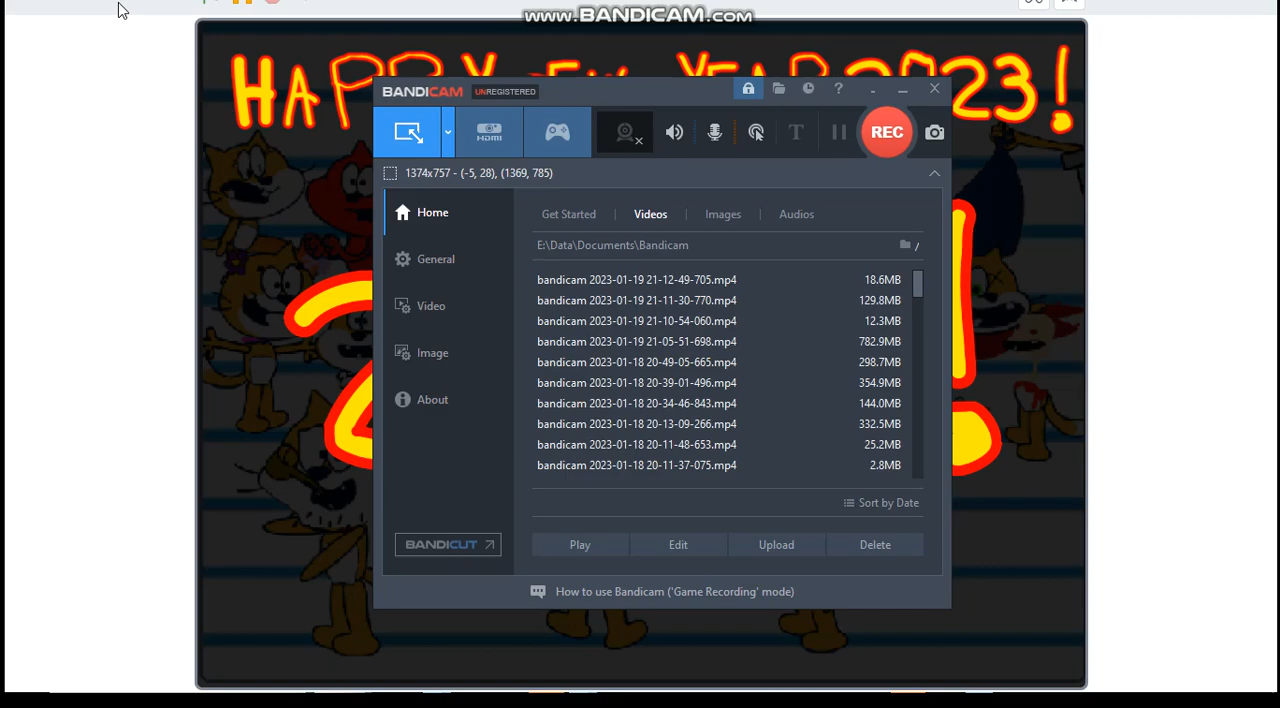 www.BANDICAM.com
HAPPY NEW YEAR 2023!
BANDICAM UNREGISTERED
HDMI
REC
1374x757 - (-5, 28), (1369, 785)
Home
General
Video
Image
About
BANDICUT
Get Started | Videos | Images | Audios
E:\Data\Documents\Bandicam
bandicam 2023-01-19 21-12-49-705.mp4 18.6MB
bandicam 2023-01-19 21-11-30-770.mp4 129.8MB
bandicam 2023-01-19 21-10-54-060.mp4 12.3MB
bandicam 2023-01-19 21-05-51-698.mp4 782.9MB
bandicam 2023-01-18 20-49-05-665.mp4 298.7MB
bandicam 2023-01-18 20-39-01-496.mp4 354.9MB
bandicam 2023-01-18 20-34-46-843.mp4 144.0MB
bandicam 2023-01-18 20-13-09-266.mp4 332.5MB
bandicam 2023-01-18 20-11-48-653.mp4 25.2MB
bandicam 2023-01-18 20-11-37-075.mp4 2.8MB
Sort by Date
Play Edit Upload Delete
How to use Bandicam ('Game Recording' mode)